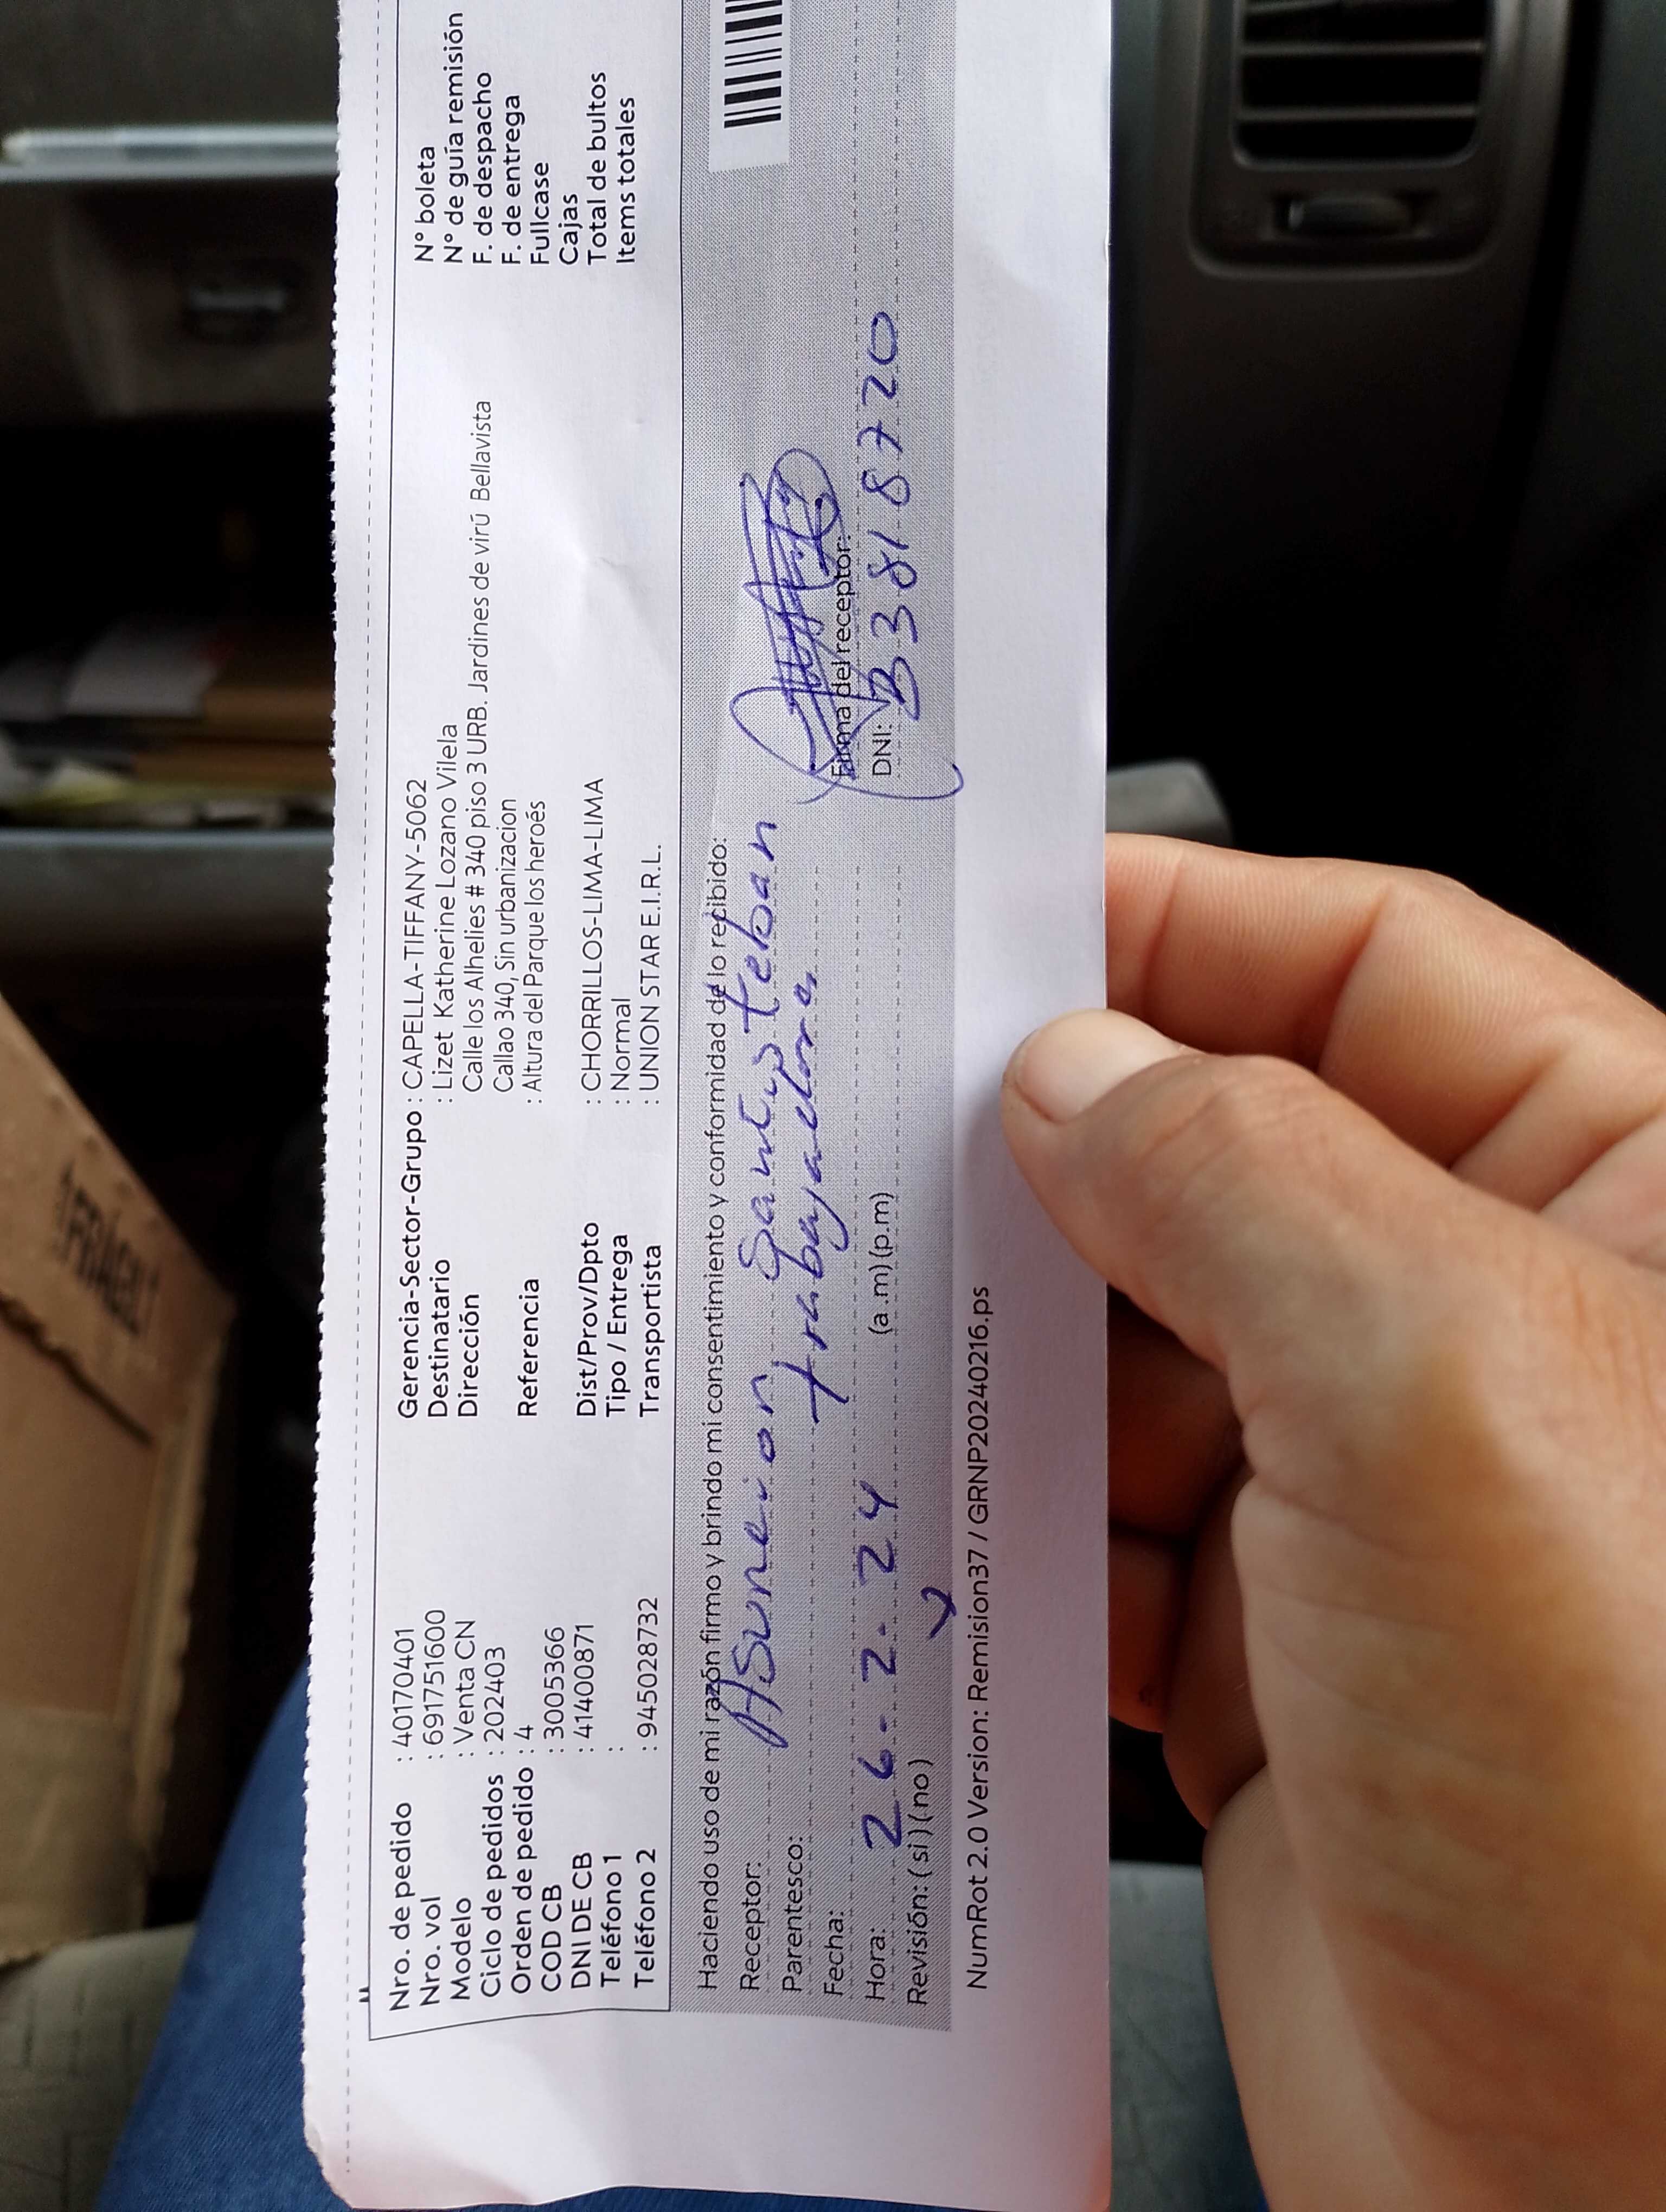 Nro. de pedido : 40170401
Nro. vol : 691751600
Modelo : Venta CN
Ciclo de pedidos : 202403
Orden de pedido : 4
COD CB : 3005366
DNI DE CB : 41400871
Teléfono 1 :
Teléfono 2 : 945028732
Gerencia-Sector-Grupo : CAPELLA-TIFFANY-5062
Destinatario : Lizet Katherine Lozano Vilela
Dirección Calle los Alhelies # 340 piso 3 URB. Jardines de virú Bellavista
Callao 340, Sin urbanizacion
Referencia : Altura del Parque los heroés
Dist/Prov/Dpto : CHORRILLOS-LIMA-LIMA
Tipo / Entrega : Normal
Transportista : UNION STAR E.I.R.L.
N° boleta
N° de guía remisión
F. de despacho
F. de entrega
Fullcase
Cajas
Total de bultos
Items totales
Haciendo uso de mi razón firmo y brindo mi consentimiento y conformidad de lo recibido:
Receptor: Asuncion Santisteban
Parentesco: trabajadora
Fecha: 26-2-24
Hora: (a.m)(p.m)
Revisión: (si)(no)
Firma del receptor:
DNI: 33818720
NumRot 2.0 Version: Remision37 / GRNP20240216.ps
FRÁGIL